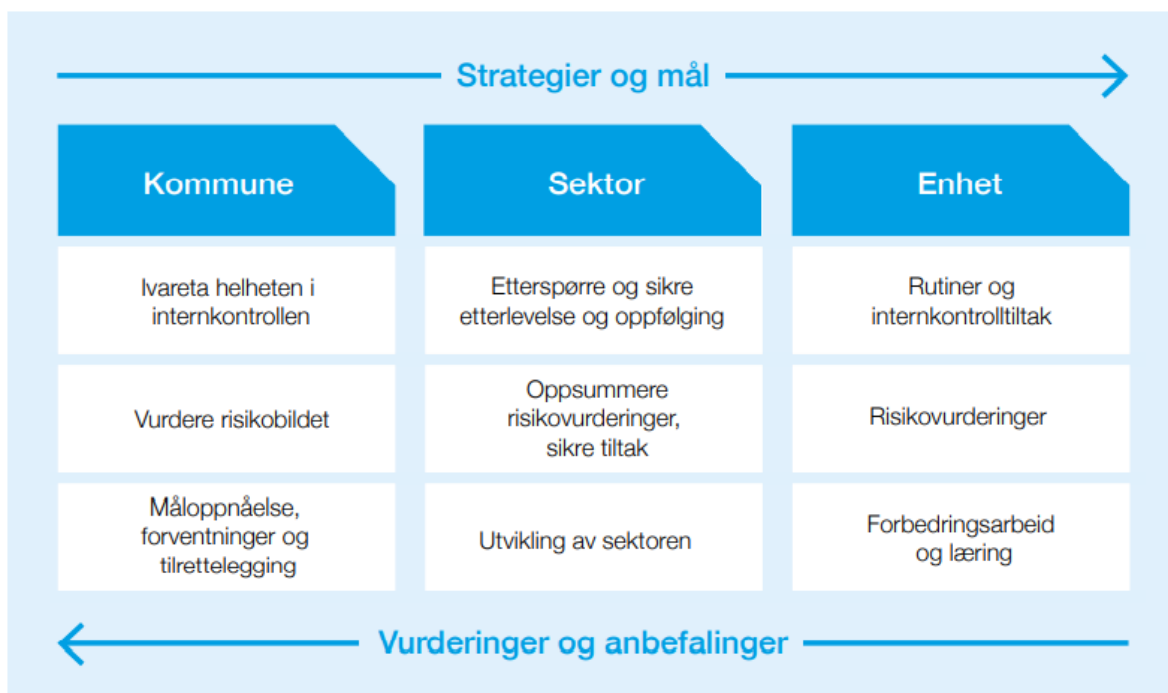 Strategier og mål
Kommune
Sektor
Enhet
Ivareta helheten i
internkontrollen
Etterspørre og sikre
etterlevelse og oppfølging
Rutiner og
internkontrolltiltak
Vurdere risikobildet
Oppsummere
risikovurderinger,
sikre tiltak
Risikovurderinger
Måloppnåelse,
forventninger og
tilrettelegging
Utvikling av sektoren
Forbedringsarbeid
og læring
Vurderinger og anbefalinger